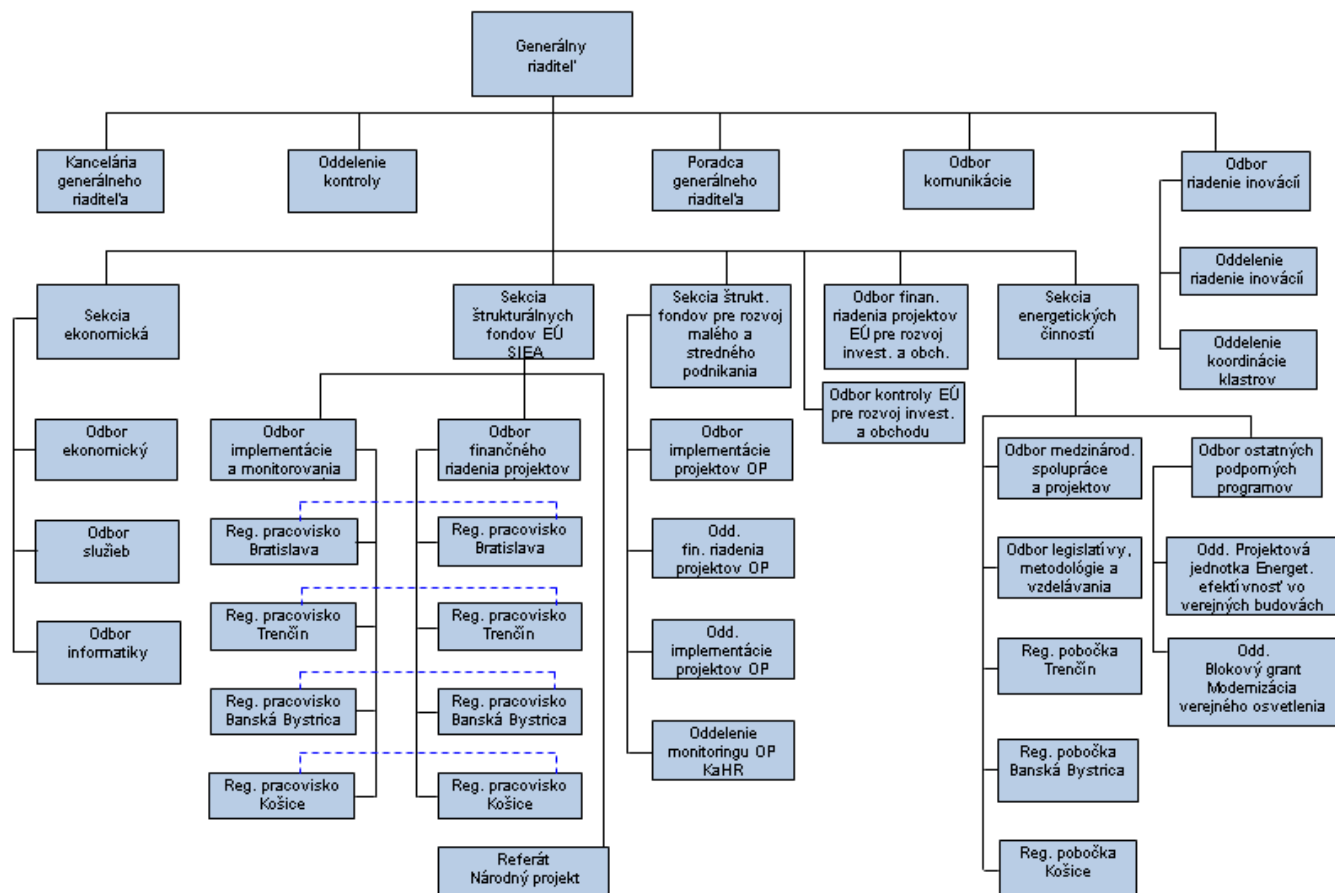 Generálny
riaditeľ
Kancelária
generálneho
riaditeľa
Oddelenie
kontroly
Poradca
generálneho
riaditeľa
Odbor
komunikácie
Odbor
riadenie inovácií
Oddelenie
riadenie inovácií
Oddelenie
koordinácie
klastrov
Sekcia
ekonomická
Odbor
ekonomický
Odbor
služieb
Odbor
informatiky
Sekcia
štrukturálnych
fondov EÚ
SIEA
Odbor
implementácie
a monitorovania
Reg. pracovisko
Bratislava
Reg. pracovisko
Trenčín
Reg. pracovisko
Banská Bystrica
Reg. pracovisko
Košice
Odbor
finančného
riadenia projektov
Reg. pracovisko
Bratislava
Reg. pracovisko
Trenčín
Reg. pracovisko
Banská Bystrica
Reg. pracovisko
Košice
Referát
Národný projekt
Sekcia štrukt.
fondov pre rozvoj
malého a
stredného
podnikania
Odbor
implementácie
projektov OP
Odd.
fin. riadenia
projektov OP
Odd.
implementácie
projektov OP
Oddelenie
monitoringu OP
KaHR
Odbor finan.
riadenia projektov
EÚ pre rozvoj
invest. a obch.
Odbor kontroly EÚ
pre rozvoj invest.
a obchodu
Sekcia
energetických
činností
Odbor medzinárod.
spolupráce
a projektov
Odbor legislatívy,
metodológie a
vzdelávania
Reg. pobočka
Trenčín
Reg. pobočka
Banská Bystrica
Reg. pobočka
Košice
Odbor ostatných
podporných
programov
Odd. Projektová
jednotka Energet.
efektívnosť vo
verejných budovách
Odd.
Blokový grant
Modernizácia
verejného osvetlenia